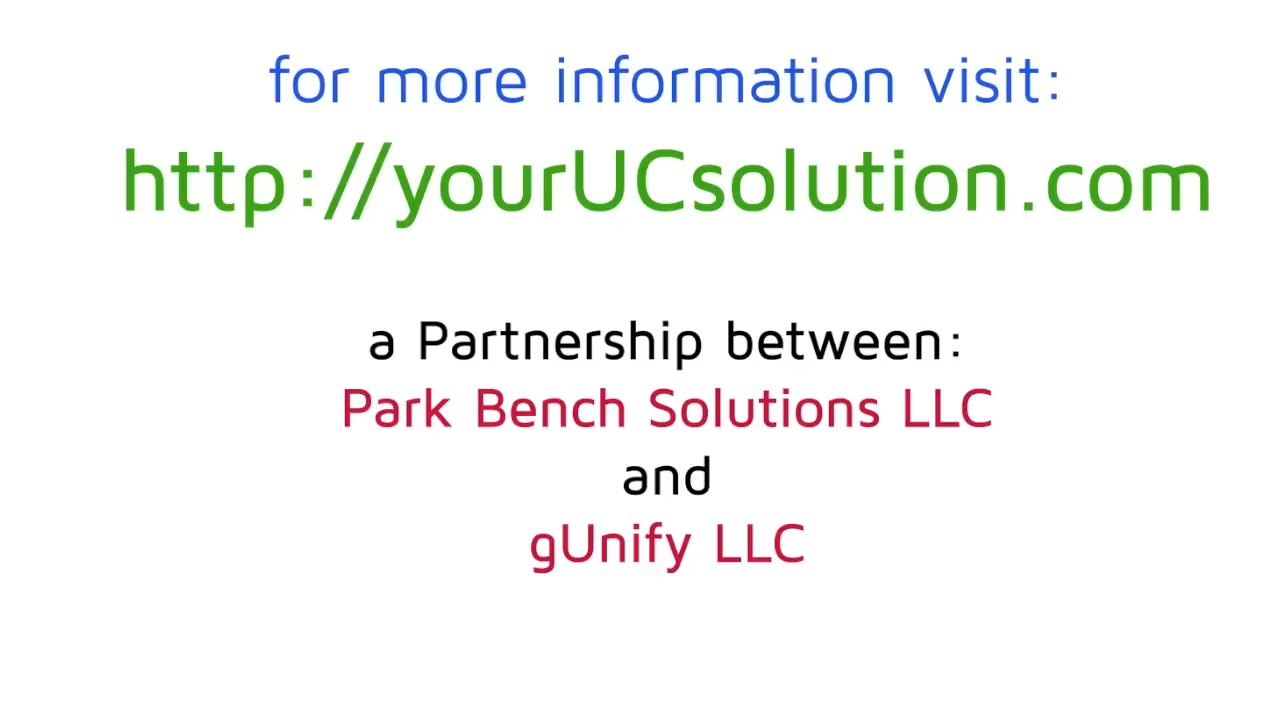 for more information visit:
http://yourUCsolution.com
a Partnership between:
Park Bench Solutions LLC
and
gUnify LLC